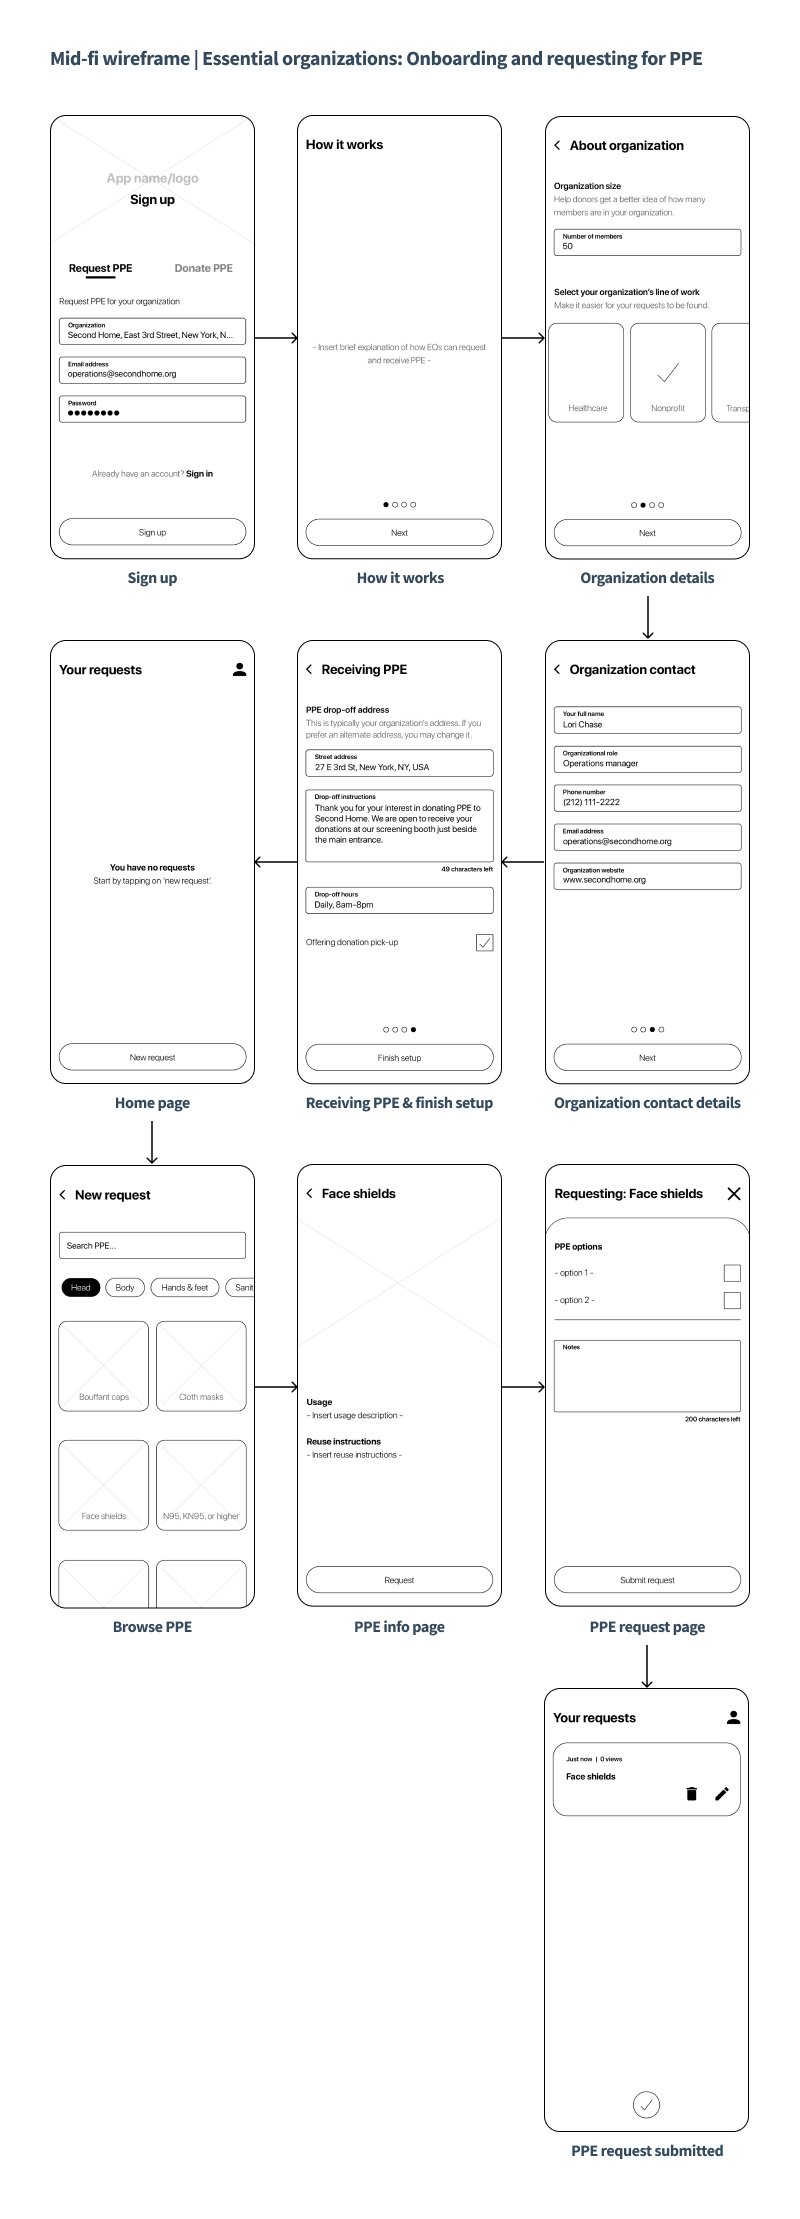 Mid-fi wireframe | Essential organizations: Onboarding and requesting for PPE
App name/logo
Sign up
Request PPE
Donate PPE
Request PPE for your organization
Organization
Second Home, East 3rd Street, New York, N...
Email address
operations@secondhome.org
Password
Already have an account? Sign in
Sign up
Sign up
How it works
- Insert brief explanation of how EOs can request
and receive PPE -
Next
How it works
About organization
Organization size
Help donors get a better idea of how many
members are in your organization.
Number of members
50
Select your organization's line of work
Make it easier for your requests to be found.
Healthcare
Nonprofit
Transp
Next
Organization details
Organization contact
Your full name
Lori Chase
Organizational role
Operations manager
Phone number
(212) 111-2222
Email address
operations@secondhome.org
Organization website
www.secondhome.org
Next
Organization contact details
Receiving PPE
PPE drop-off address
This is typically your organization's address. If you
prefer an alternate address, you may change it.
Street address
27 E 3rd St, New York, NY, USA
Drop-off instructions
Thank you for your interest in donating PPE to
Second Home. We are open to receive your
donations at our screening booth just beside
the main entrance.
49 characters left
Drop-off hours
Daily, 8am-8pm
Offering donation pick-up
Finish setup
Receiving PPE & finish setup
Your requests
You have no requests
Start by tapping on 'new request'.
New request
Home page
New request
Search PPE...
Head
Body
Hands & feet
Sanit
Bouffant caps
Cloth masks
Face shields
N95, KN95, or higher
Browse PPE
Face shields
Usage
- Insert usage description -
Reuse instructions
- Insert reuse instructions -
Request
PPE info page
Requesting: Face shields
PPE options
- option 1 -
- option 2 -
Notes
200 characters left
Submit request
PPE request page
Your requests
Just now | 0 views
Face shields
PPE request submitted